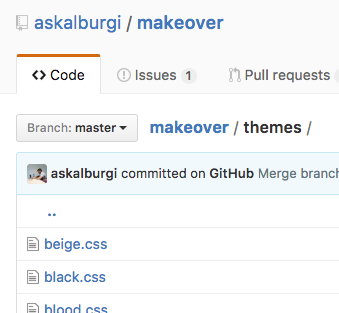 askalburgi / makeover
Code Issues 1 Pull requests
Branch: master makeover / themes /
askalburgi committed on GitHub Merge branch
..
beige.css
black.css
blood.css